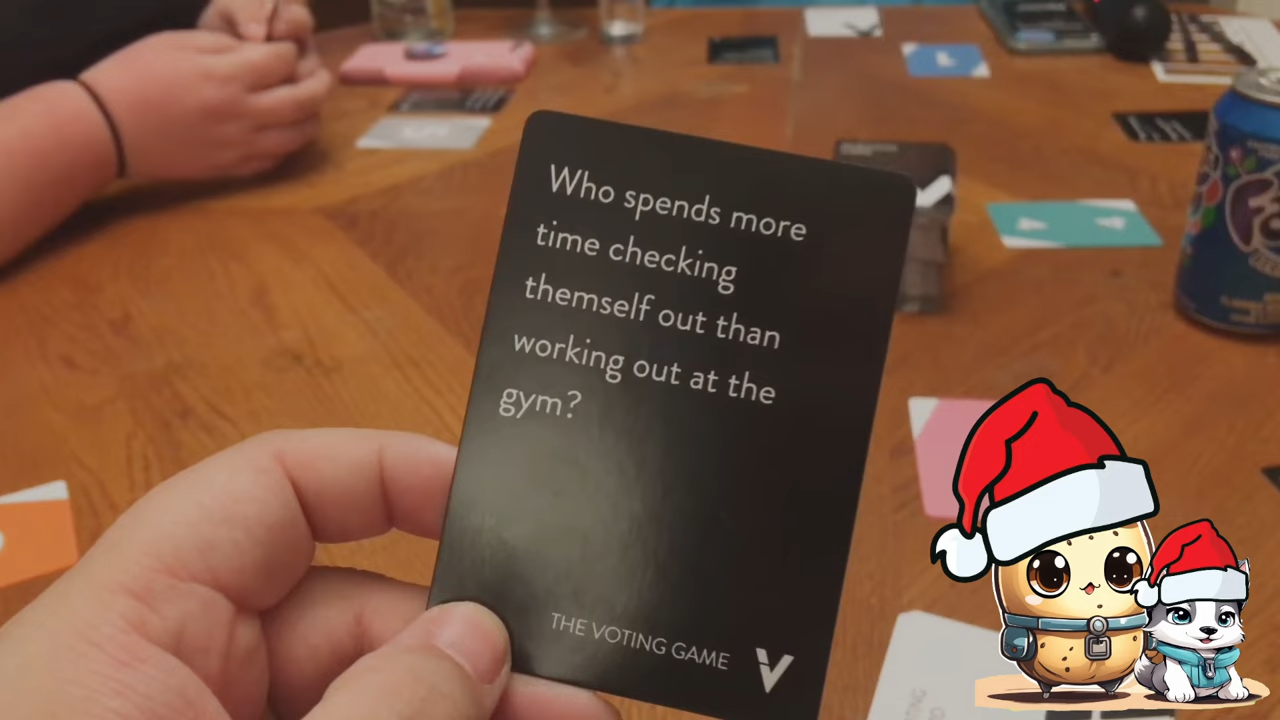 Who spends more
time checking
themself out than
working out at the
gym?
THE VOTING GAME